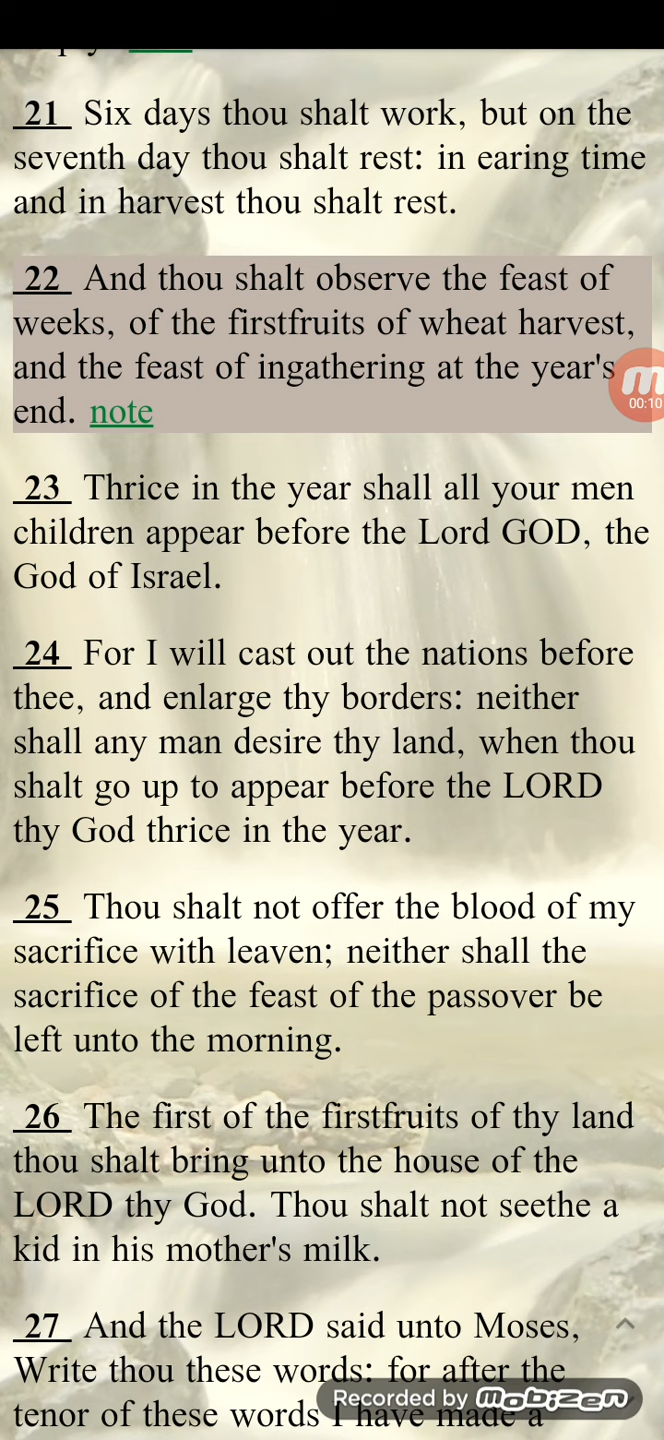 21 Six days thou shalt work, but on the
seventh day thou shalt rest: in earing time
and in harvest thou shalt rest.
22 And thou shalt observe the feast of
weeks, of the firstfruits of wheat harvest,
and the feast of ingathering at the year's
end. note
00:10
23 Thrice in the year shall all your men
children appear before the Lord GOD, the
God of Israel.
24 For I will cast out the nations before
thee, and enlarge thy borders: neither
shall any man desire thy land, when thou
shalt go up to appear before the LORD
thy God thrice in the year.
25 Thou shalt not offer the blood of my
sacrifice with leaven; neither shall the
sacrifice of the feast of the passover be
left unto the morning.
26 The first of the firstfruits of thy land
thou shalt bring unto the house of the
LORD thy God. Thou shalt not seethe a
kid in his mother's milk.
27 And the LORD said unto Moses,
Write thou these words: for after the
tenor of these words I have made a
Recorded by mobizen